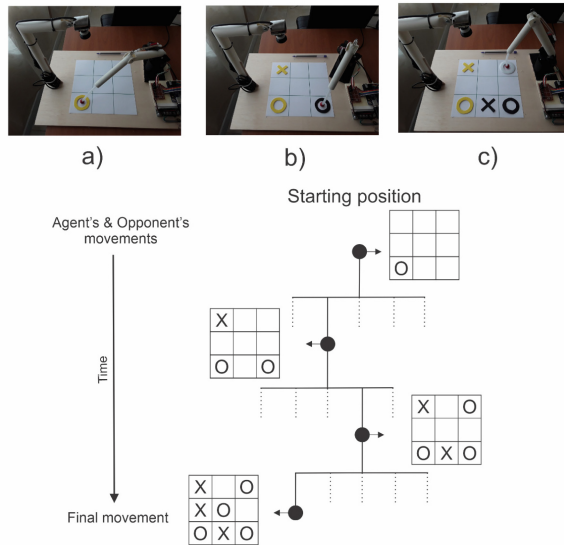 a)
b)
c)
Starting position
Agent's & Opponent's
movements
O
X
O O
Time
X O
O X O
X O
X O
O X O
Final movement